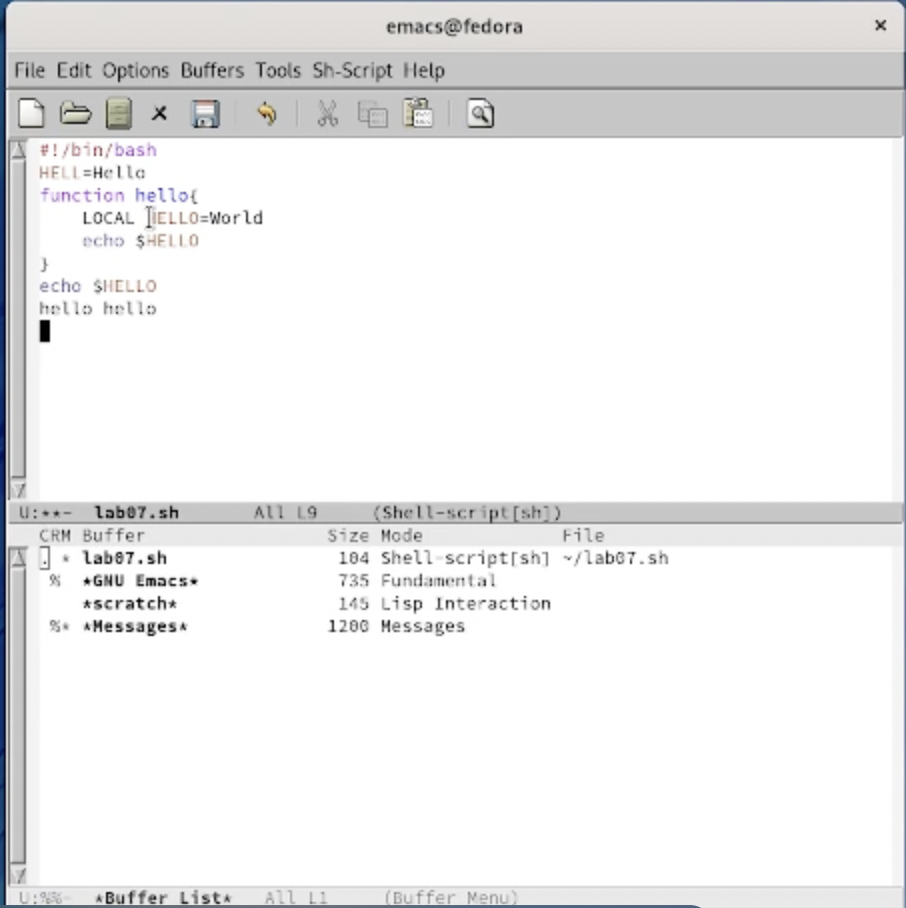 emacs@fedora ×
File Edit Options Buffers Tools Sh-Script Help
#!/bin/bash
HELL=Hello
function hello{
    LOCAL HELLO=World
    echo $HELLO
}
echo $HELLO
hello hello
U:**-  lab07.sh       All L9     (Shell-script[sh])
CRM Buffer                 Size Mode             File
. * lab07.sh                104 Shell-script[sh] ~/lab07.sh
 %  *GNU Emacs*             735 Fundamental
    *scratch*               145 Lisp Interaction
 %* *Messages*             1200 Messages
U:%%-  *Buffer List*   All L1     (Buffer Menu)